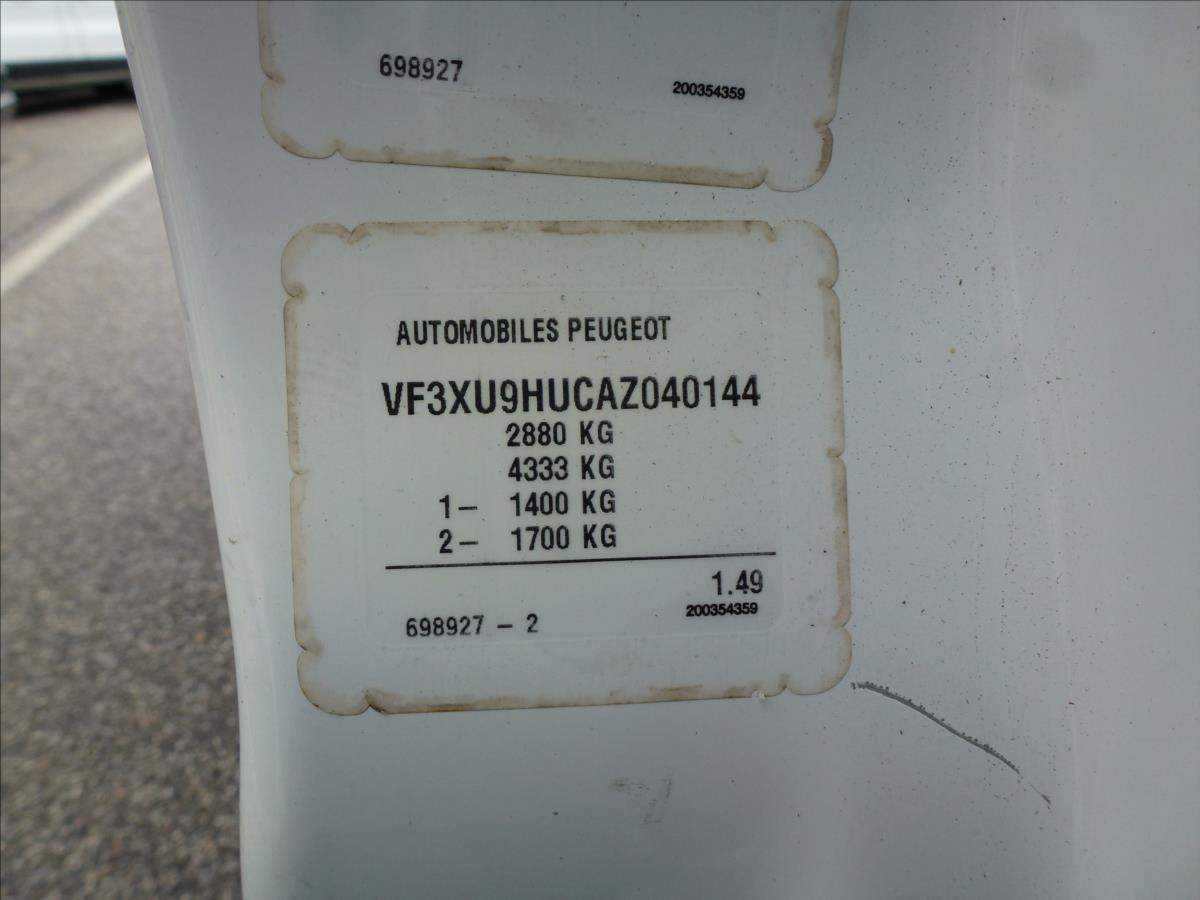 698927
200354359
AUTOMOBILES PEUGEOT
VF3XU9HUCAZ040144
2880 KG
4333 KG
1– 1400 KG
2– 1700 KG
1.49
200354359
698927 – 2